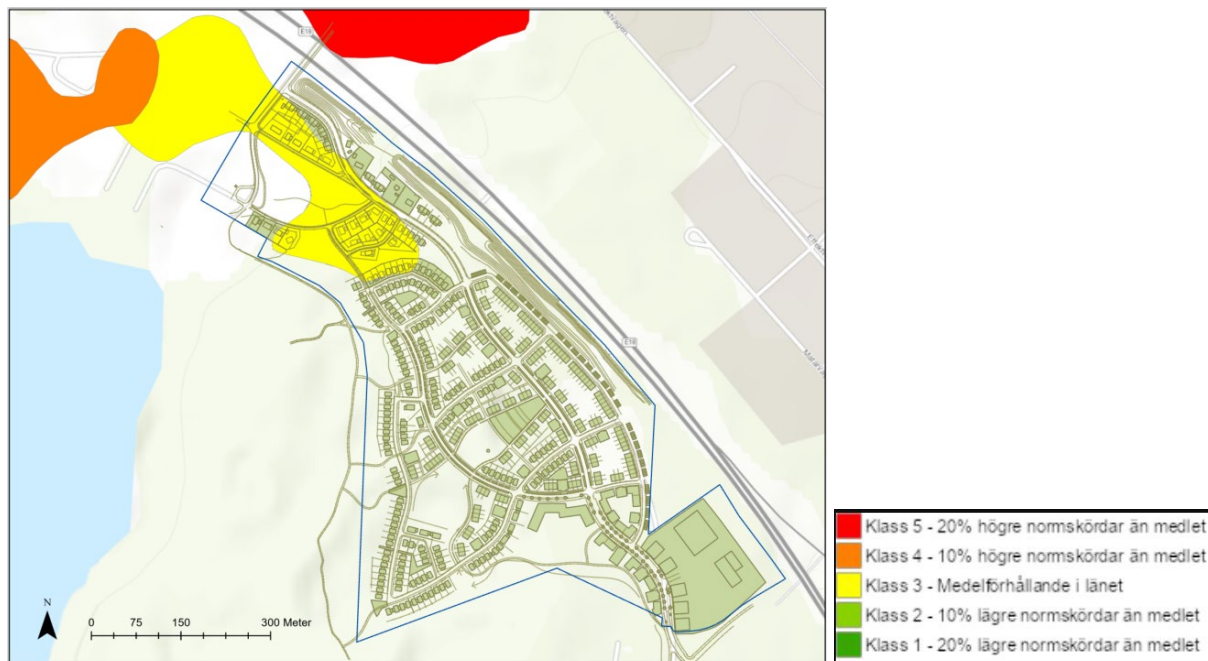 E18
E18
N
0 75 150 300 Meter
Klass 5 - 20% högre normskördar än medlet
Klass 4 - 10% högre normskördar än medlet
Klass 3 - Medelförhållande i länet
Klass 2 - 10% lägre normskördar än medlet
Klass 1 - 20% lägre normskördar än medlet